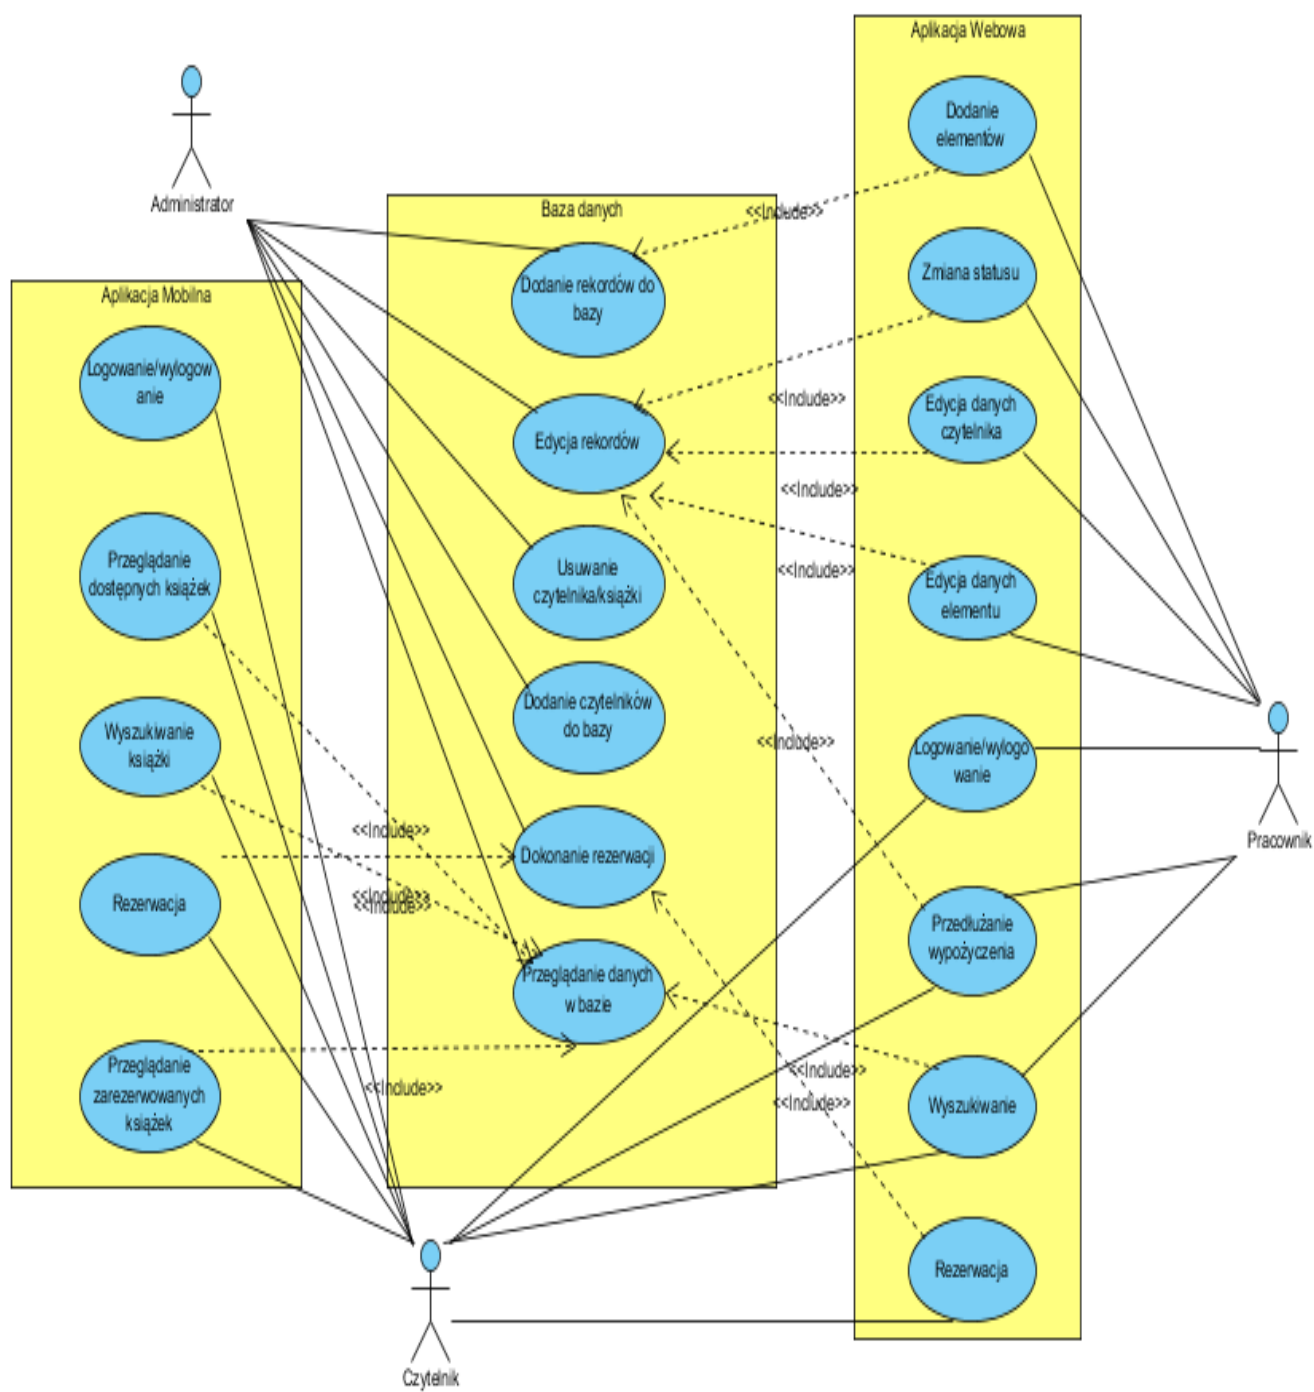 Administrator
Aplikacja Mobilna
Logowanie/wylogow
anie
Przeglądanie
dostępnych książek
Wyszukiwanie
książki
Rezerwacja
Przeglądanie
zarezerwowanych
książek
<<Include>>
<<Include>>
<<Include>>
<<Include>>
Baza danych
Dodanie rekordów do
bazy
Edycja rekordów
Usuwanie
czytelnika/książki
Dodanie czytelników
do bazy
Dokonanie rezerwacji
Przeglądanie danych
w bazie
<<Include>>
<<Include>>
<<Include>>
<<Include>>
<<Include>>
<<Include>>
<<Include>>
Aplikacja Webowa
Dodanie
elementów
Zmiana statusu
Edycja danych
czytelnika
Edycja danych
elementu
Logowanie/wylogo
wanie
Przedłużanie
wypożyczenia
Wyszukiwanie
Rezerwacja
Pracownik
Czytelnik